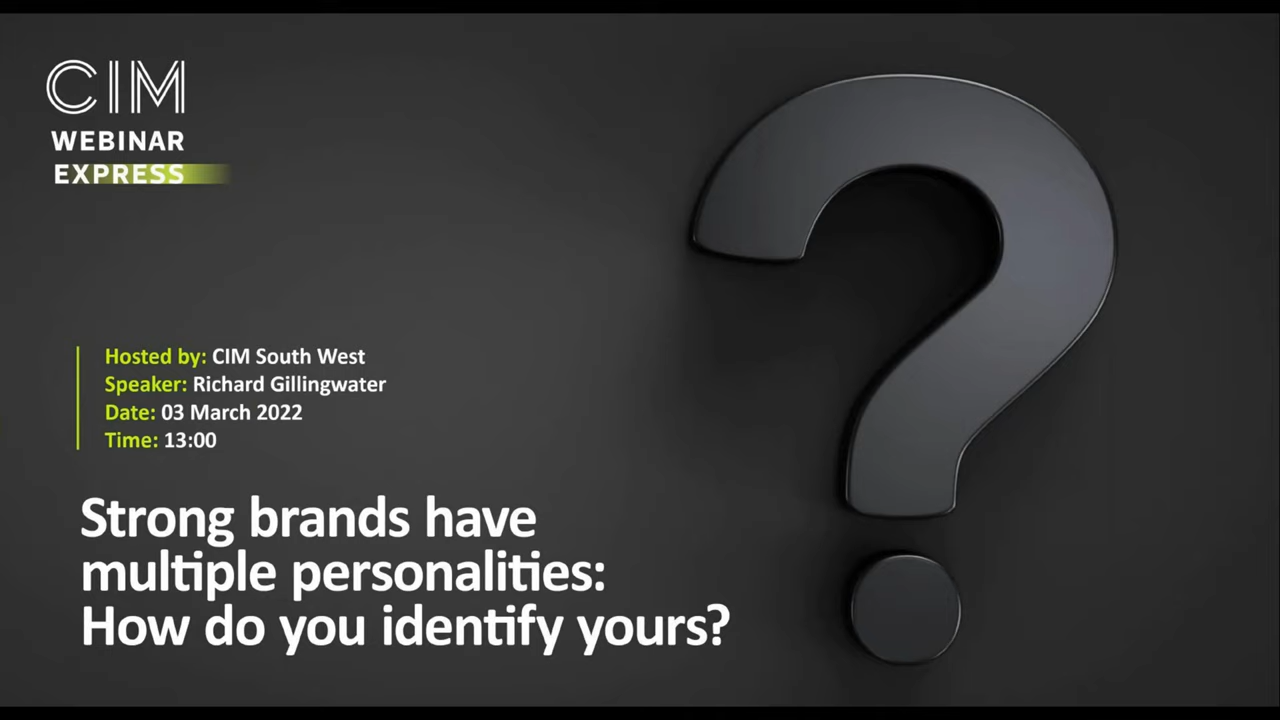 CIM
WEBINAR
EXPRESS
Hosted by: CIM South West
Speaker: Richard Gillingwater
Date: 03 March 2022
Time: 13:00
Strong brands have
multiple personalities:
How do you identify yours?